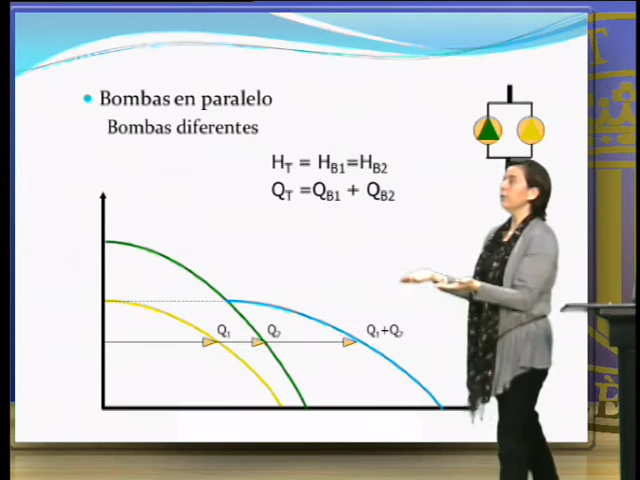 Bombas en paralelo
Bombas diferentes
H_T = H_B1=H_B2
Q_T =Q_B1 + Q_B2
Q_1
Q_2
Q_1+Q_2